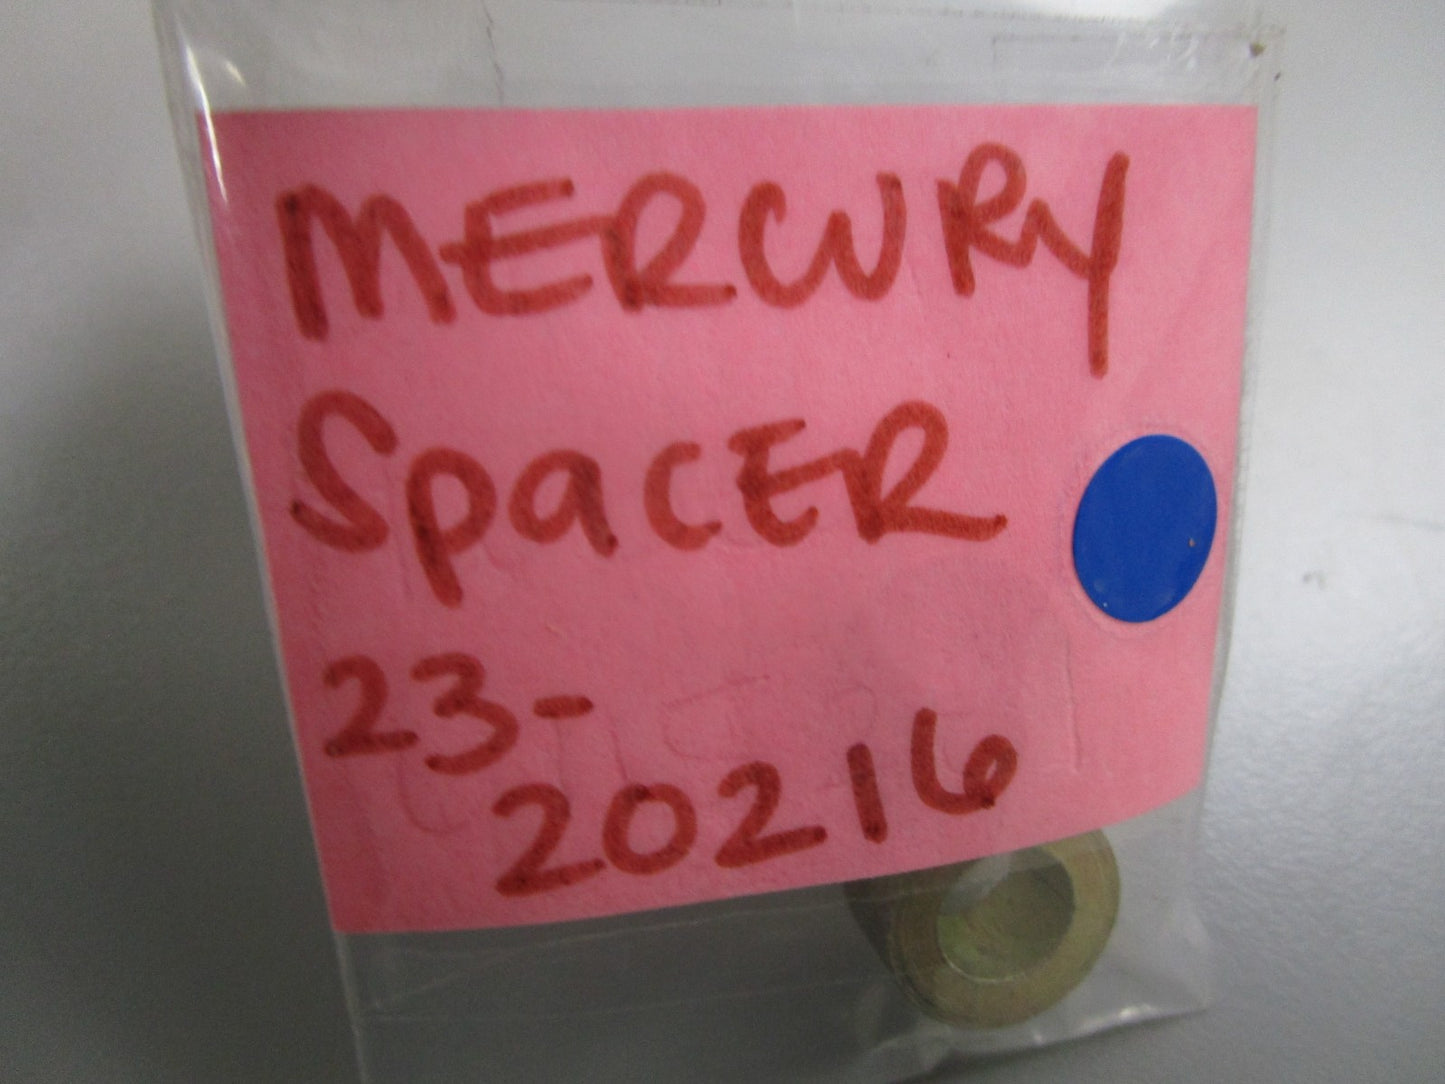 MERCURY
SpaCER
23-
20216